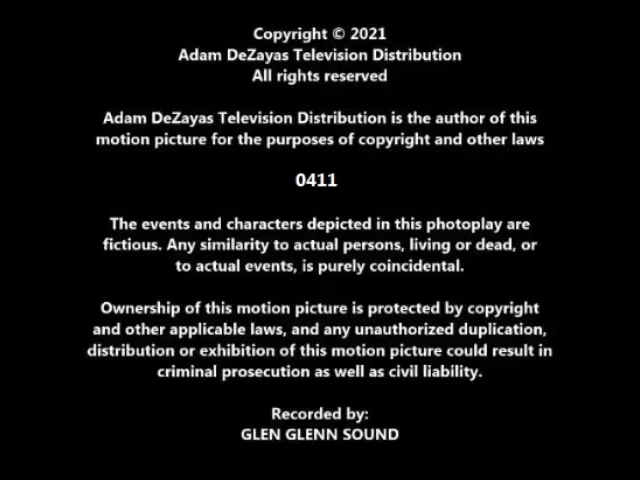 Copyright © 2021
Adam DeZayas Television Distribution
All rights reserved
Adam DeZayas Television Distribution is the author of this
motion picture for the purposes of copyright and other laws
0411
The events and characters depicted in this photoplay are
fictious. Any similarity to actual persons, living or dead, or
to actual events, is purely coincidental.
Ownership of this motion picture is protected by copyright
and other applicable laws, and any unauthorized duplication,
distribution or exhibition of this motion picture could result in
criminal prosecution as well as civil liability.
Recorded by:
GLEN GLENN SOUND